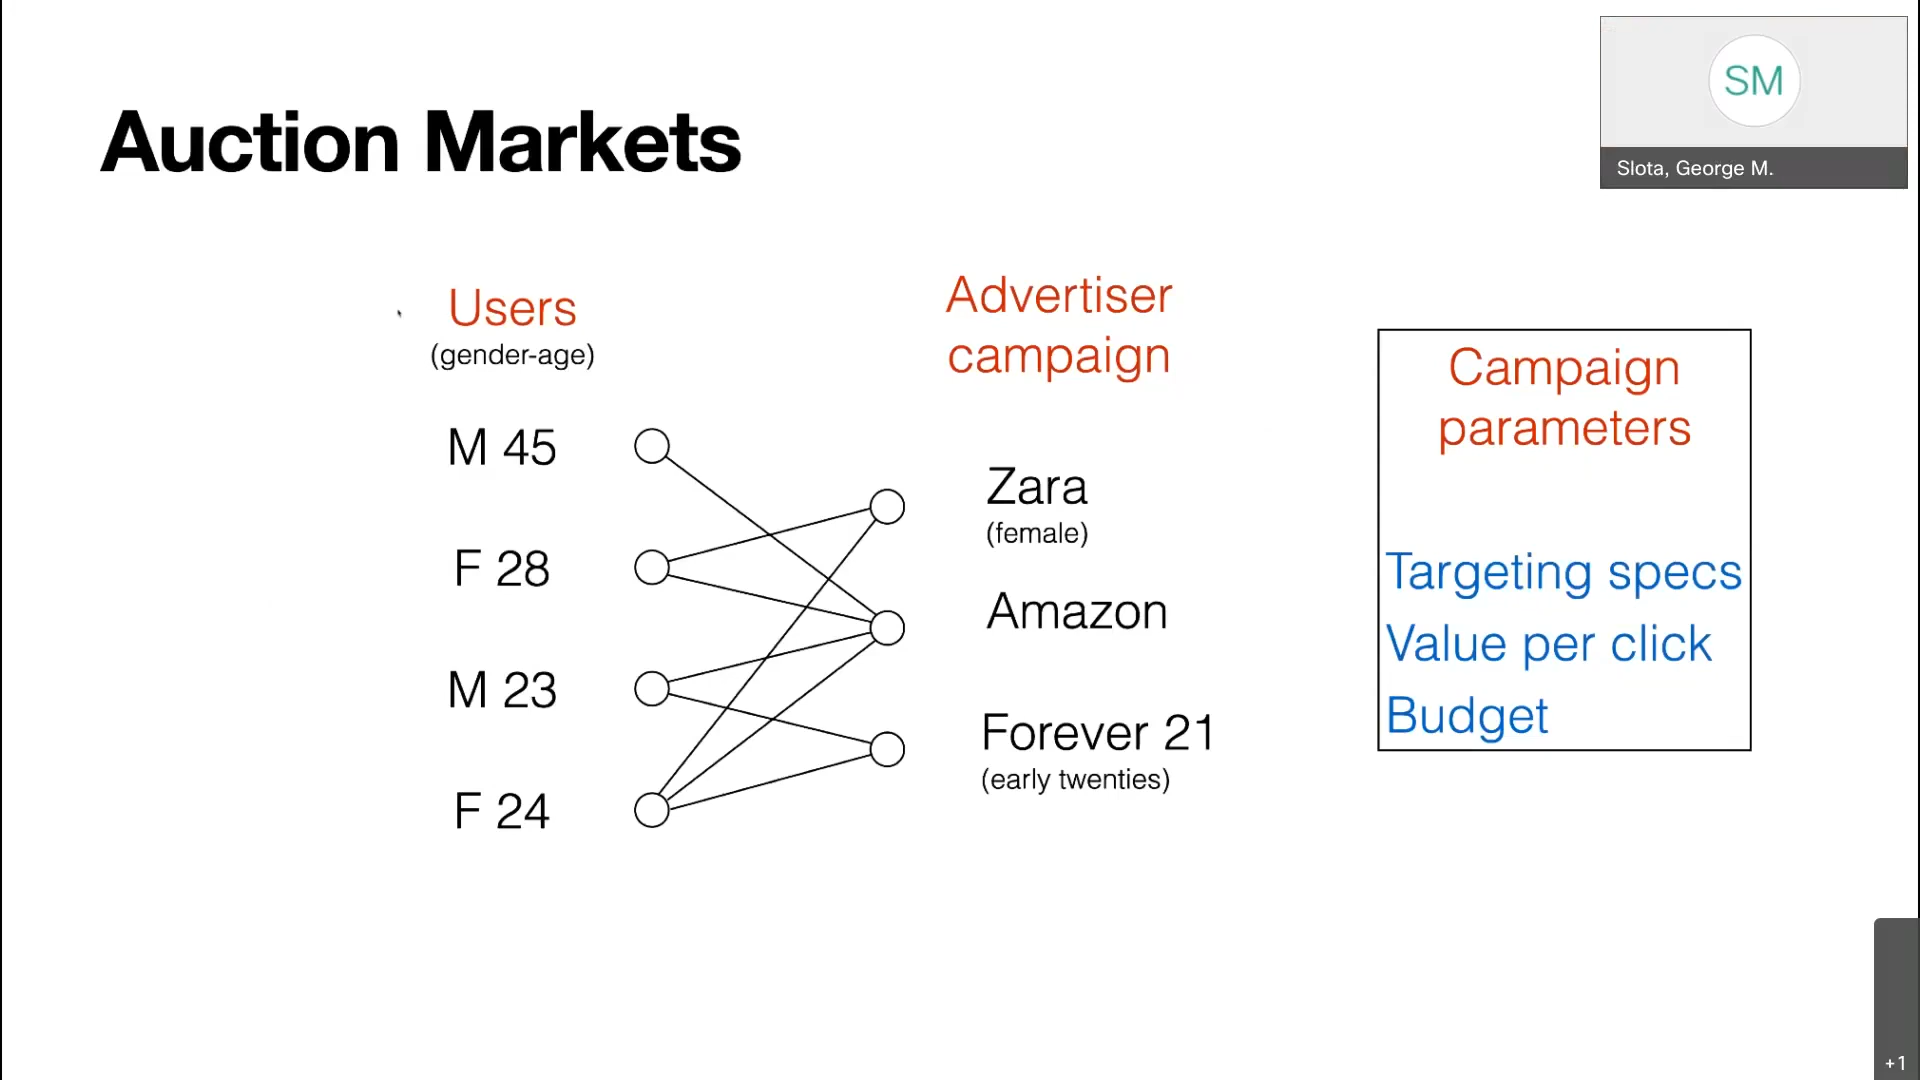 Auction Markets
SM
Slota, George M.
Users
(gender-age)
M 45
F 28
M 23
F 24
Advertiser
campaign
Zara
(female)
Amazon
Forever 21
(early twenties)
Campaign
parameters
Targeting specs
Value per click
Budget
+1